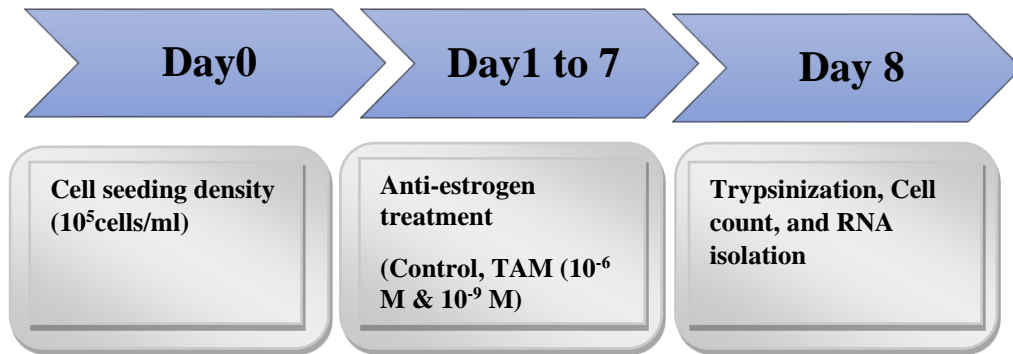 Day0
Day1 to 7
Day 8
Cell seeding density
(10⁵cells/ml)
Anti-estrogen
treatment
(Control, TAM (10⁻⁶
M & 10⁻⁹ M)
Trypsinization, Cell
count, and RNA
isolation